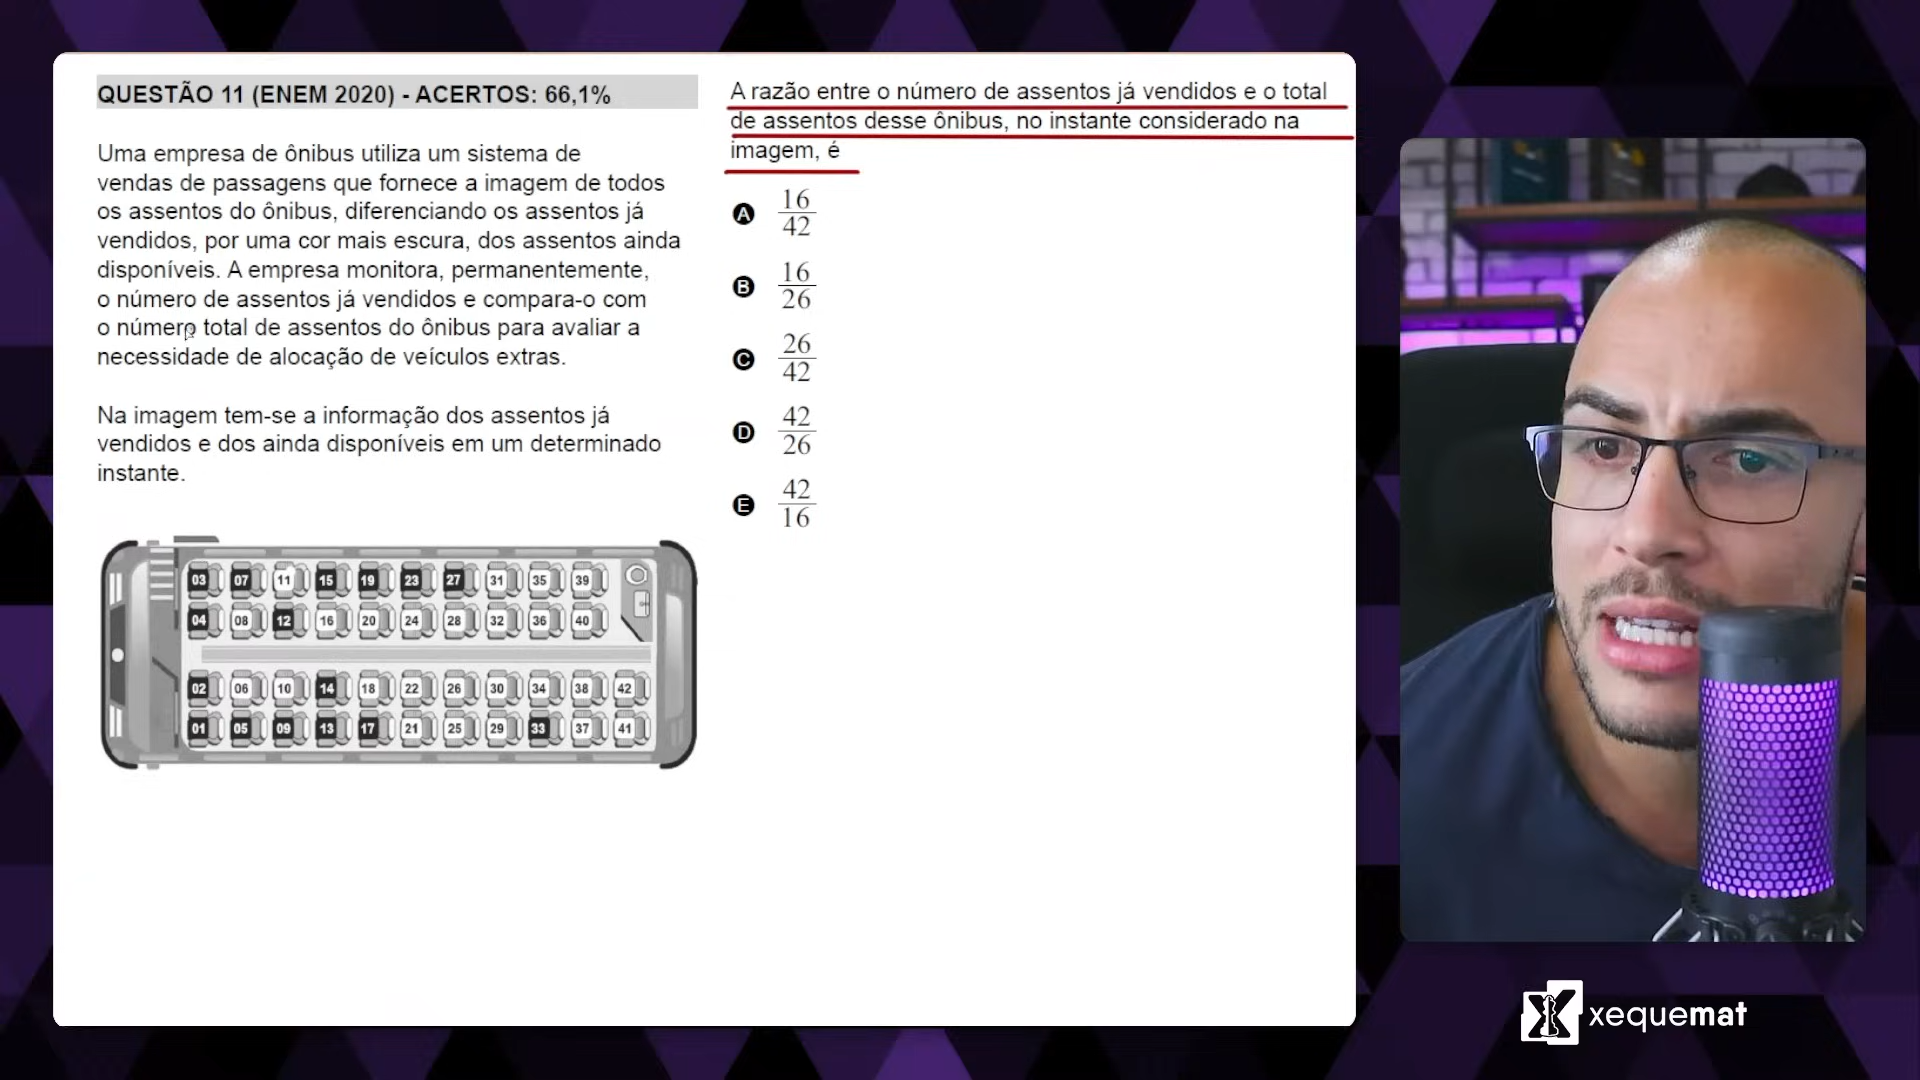 QUESTÃO 11 (ENEM 2020) - ACERTOS: 66,1%
Uma empresa de ônibus utiliza um sistema de
vendas de passagens que fornece a imagem de todos
os assentos do ônibus, diferenciando os assentos já
vendidos, por uma cor mais escura, dos assentos ainda
disponíveis. A empresa monitora, permanentemente,
o número de assentos já vendidos e compara-o com
o número total de assentos do ônibus para avaliar a
necessidade de alocação de veículos extras.
Na imagem tem-se a informação dos assentos já
vendidos e dos ainda disponíveis em um determinado
instante.
03 07 11 15 19 23 27 31 35 39
04 08 12 16 20 24 28 32 36 40
02 06 10 14 18 22 26 30 34 38 42
01 05 09 13 17 21 25 29 33 37 41
A razão entre o número de assentos já vendidos e o total
de assentos desse ônibus, no instante considerado na
imagem, é
A 16/42
B 16/26
C 26/42
D 42/26
E 42/16
xequemat